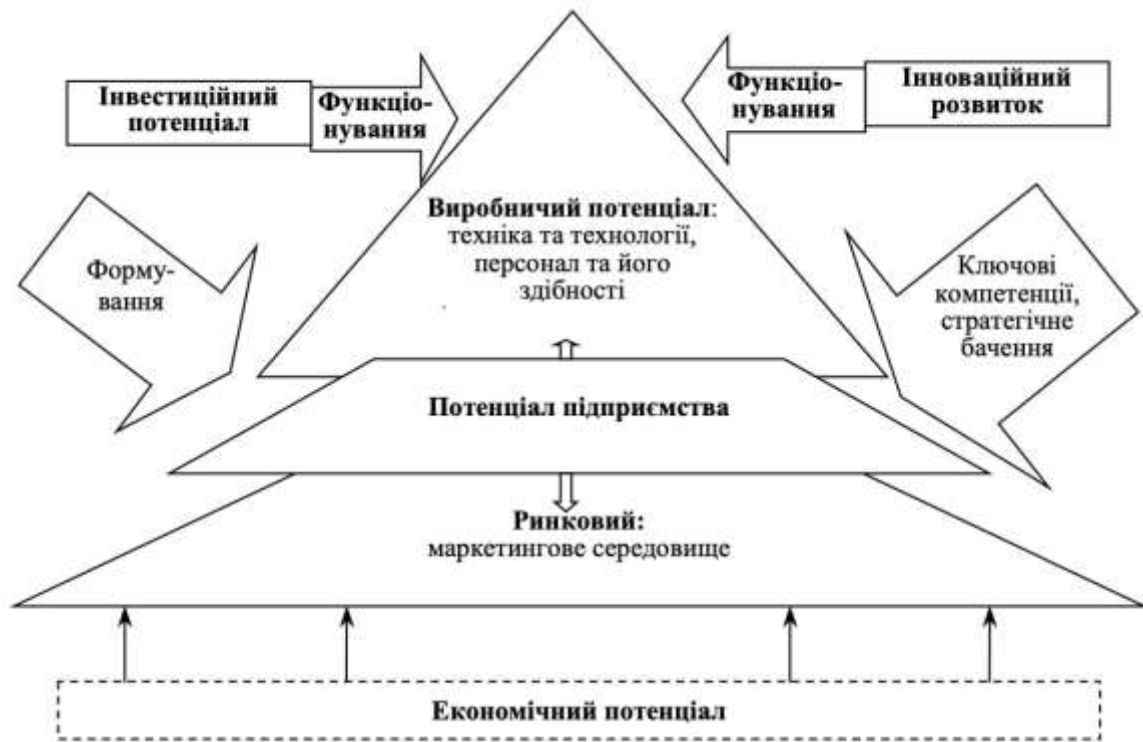 Інвестиційний
потенціал
Функціо-
нування
Функціо-
нування
Інноваційний
розвиток
Виробничий потенціал:
техніка та технології,
персонал та його
здібності
Форму-
вання
Ключові
компетенції,
стратегічне
бачення
Потенціал підприємства
Ринковий:
маркетингове середовище
Економічний потенціал